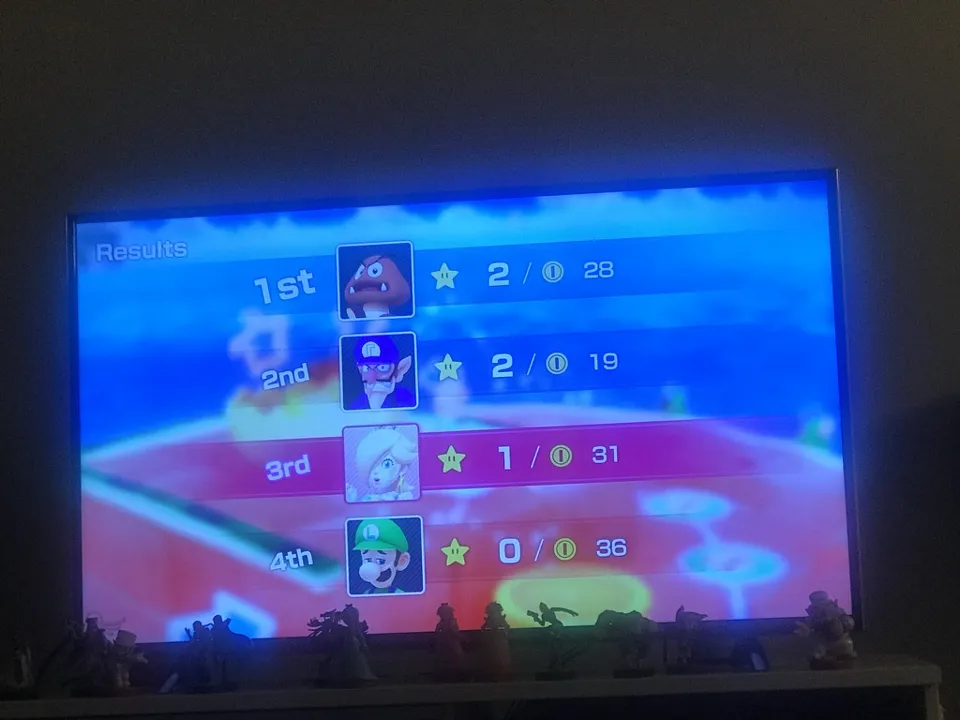 Results
1st 2 / 28
2nd 2 / 19
3rd 1 / 31
4th 0 / 36